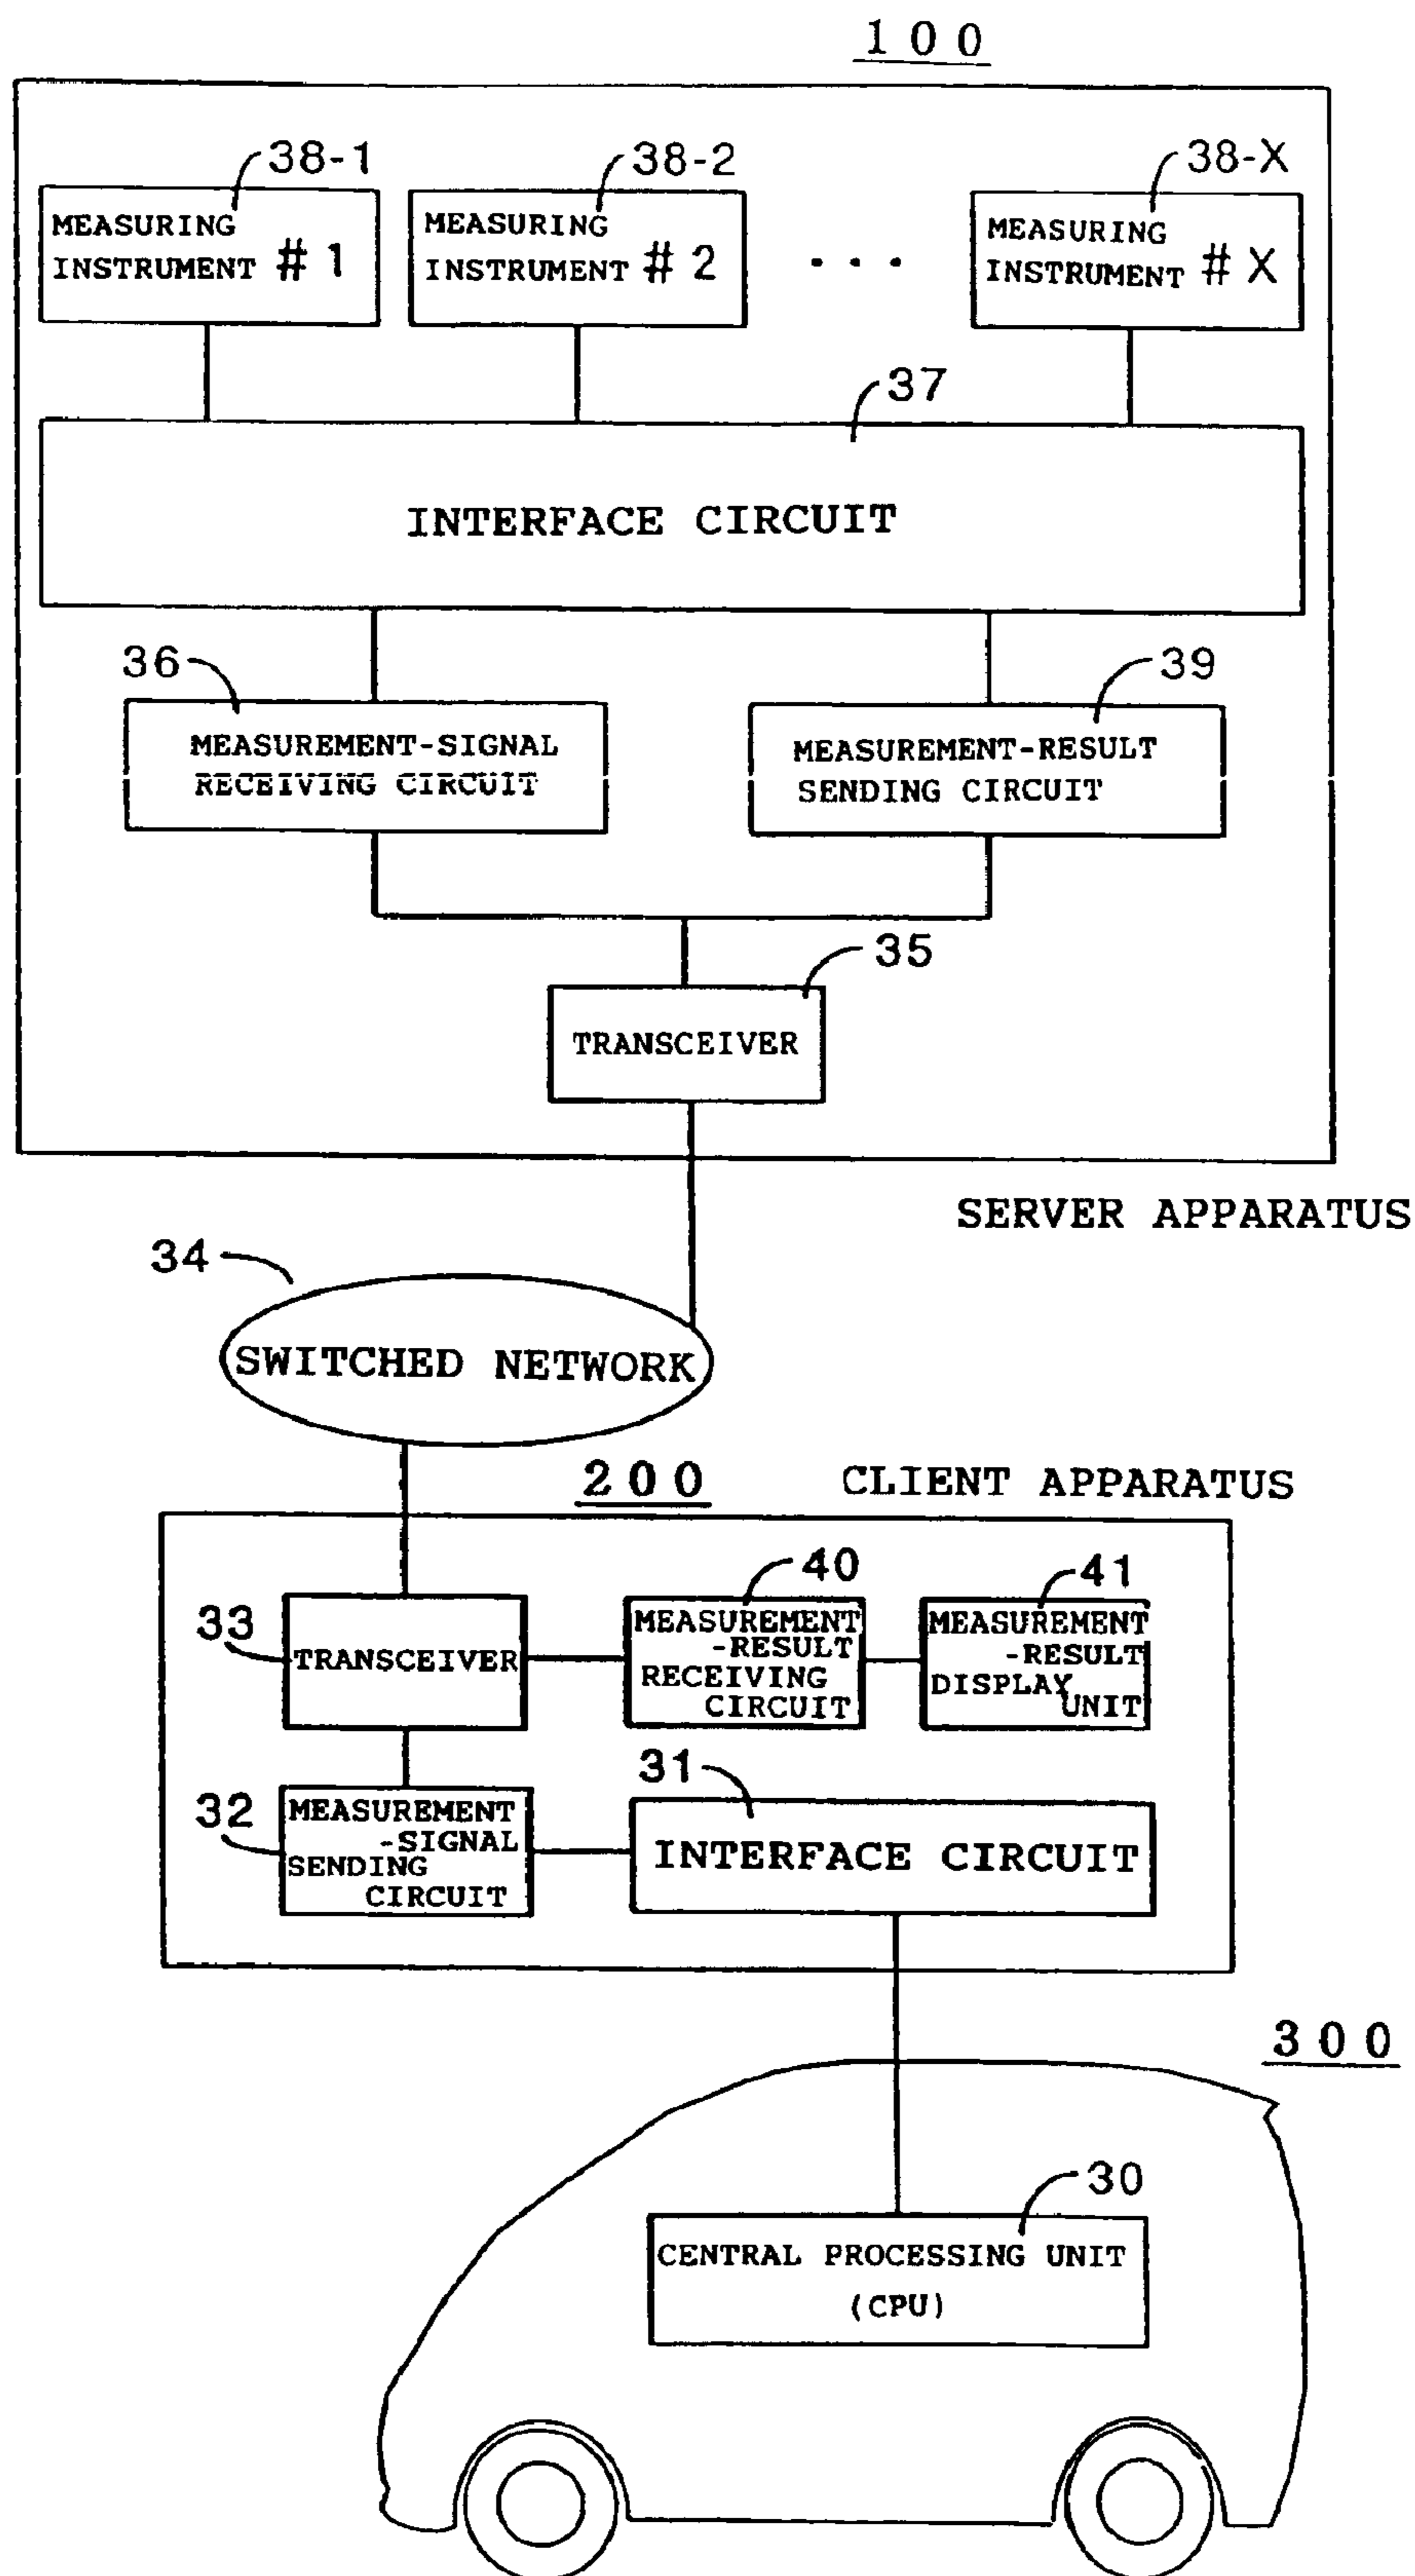 100
38-1
38-2
38-X
MEASURING
INSTRUMENT #1
MEASURING
INSTRUMENT #2
...
MEASURING
INSTRUMENT #X
37
INTERFACE CIRCUIT
36
39
MEASUREMENT-SIGNAL
RECEIVING CIRCUIT
MEASUREMENT-RESULT
SENDING CIRCUIT
35
TRANSCEIVER
SERVER APPARATUS
34
SWITCHED NETWORK
200
CLIENT APPARATUS
33
TRANSCEIVER
40
MEASUREMENT
-RESULT
RECEIVING
CIRCUIT
41
MEASUREMENT
-RESULT
DISPLAY
UNIT
32
MEASUREMENT
-SIGNAL
SENDING
CIRCUIT
31
INTERFACE CIRCUIT
300
30
CENTRAL PROCESSING UNIT
(CPU)